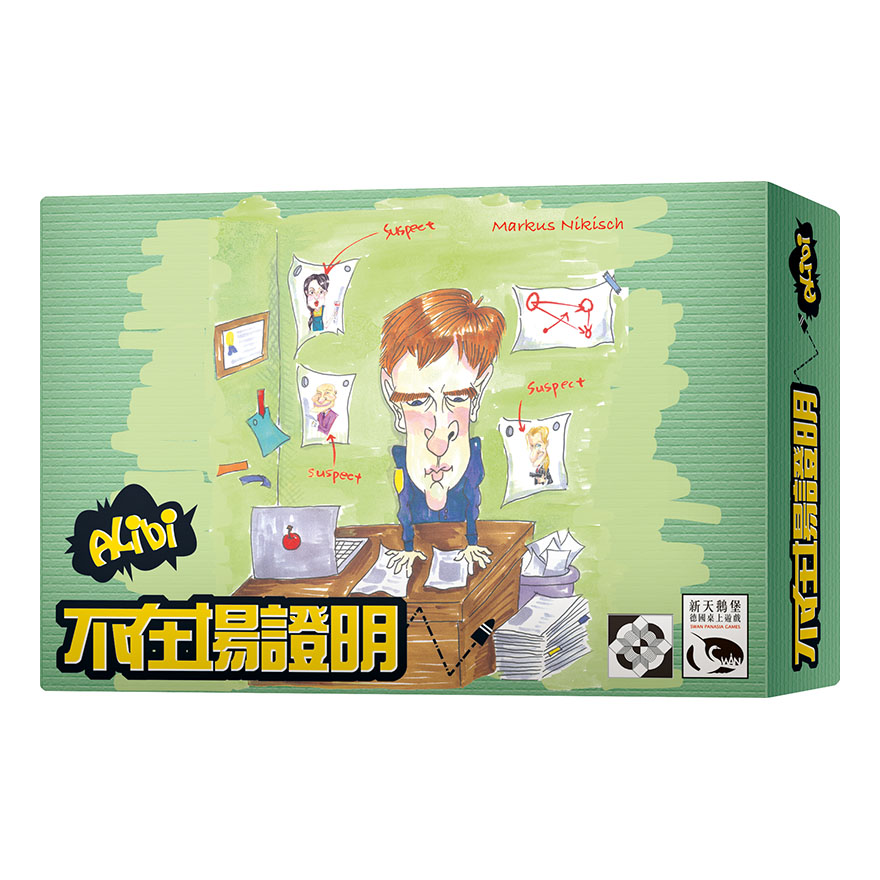 suspect
Markus Nikisch
suspect
suspect
ALiBi
不在場證明
新天鵝堡
德國桌上遊戲
SWAN PANASIA GAMES
SWAN
ALiBi
不在場證明